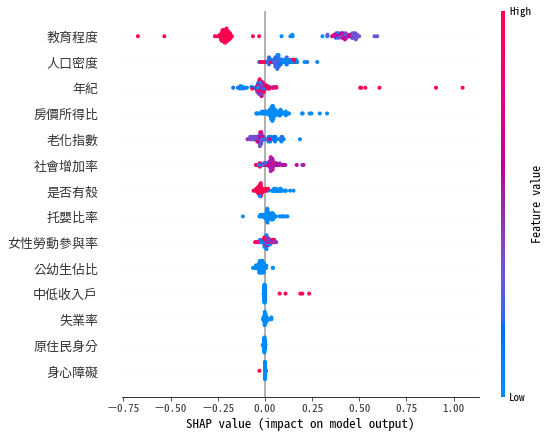 High
教育程度
人口密度
年紀
房價所得比
老化指數
社會增加率
是否有殼
托嬰比率
女性勞動參與率
公幼生佔比
中低收入戶
失業率
原住民身分
身心障礙
Feature value
Low
−0.75 −0.50 −0.25 0.00 0.25 0.50 0.75 1.00
SHAP value (impact on model output)